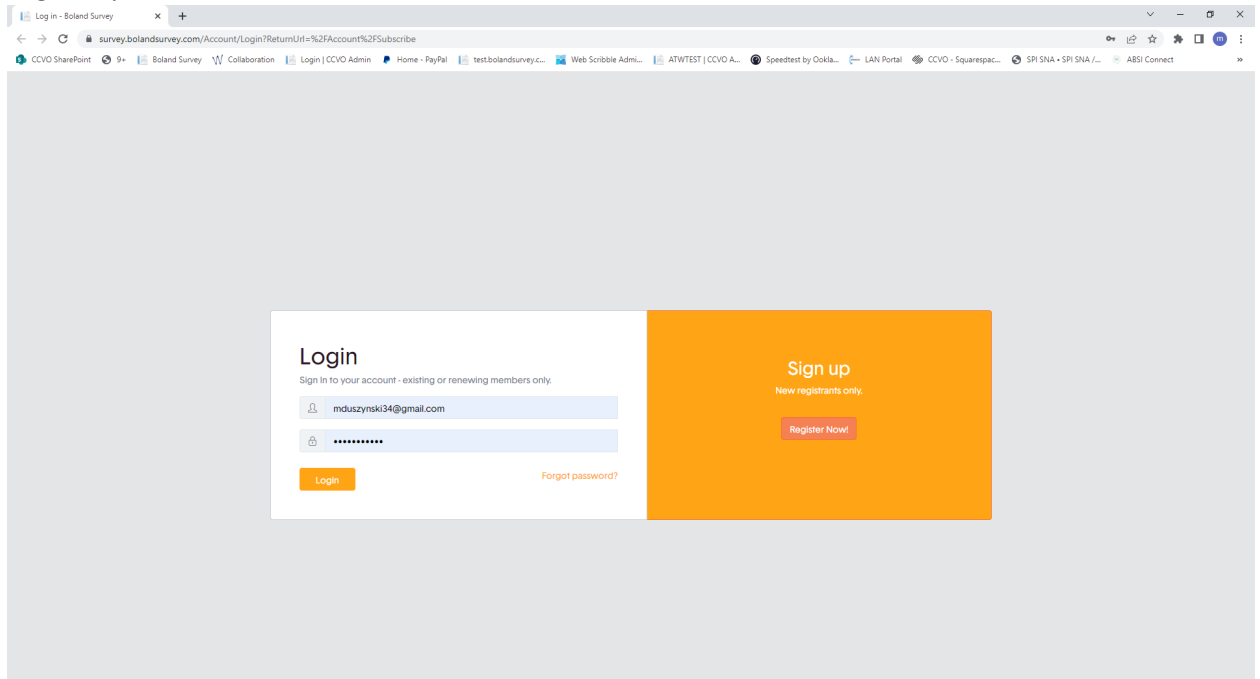 Log in - Boland Survey
survey.bolandsurvey.com/Account/Login?ReturnUrl=%2FAccount%2FSubscribe
m
CCVO SharePoint 9+ Boland Survey Collaboration Login | CCVO Admin Home - PayPal test.bolandsurvey.c... Web Scribble Admi... ATWTEST | CCVO A... Speedtest by Ookla... LAN Portal CCVO - Squarespac... SPI SNA • SPI SNA /... ABSI Connect »
Login
Sign In to your account - existing or renewing members only.
mduszynski34@gmail.com
•••••••••••
Login
Forgot password?
Sign up
New registrants only.
Register Now!